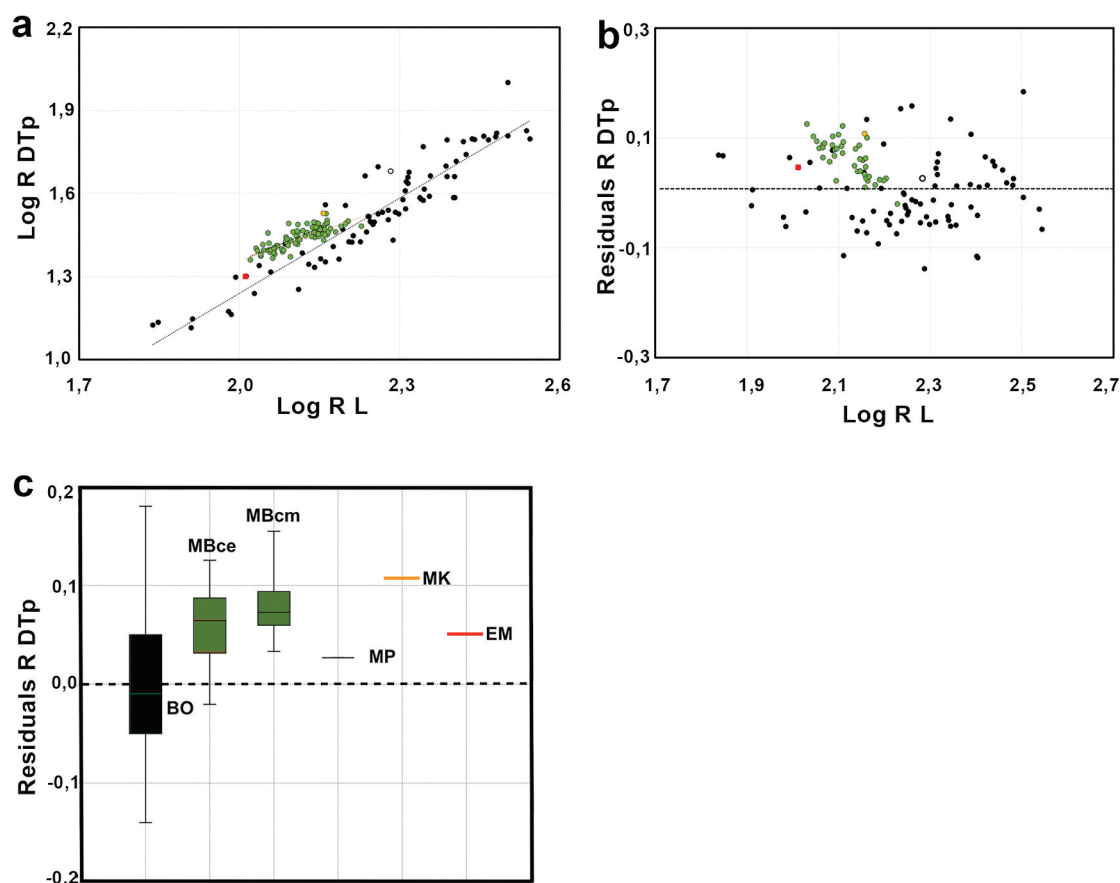 a
2,2
1,9
1,6
1,3
1,0
Log R DTp
1,7 2,0 2,3 2,6
Log R L
b
0,3
0,1
-0,1
-0,3
Residuals R DTp
1,7 1,9 2,1 2,3 2,5 2,7
Log R L
c
0,2
0,1
0,0
-0,1
-0,2
Residuals R DTp
BO
MBce
MBcm
MP
MK
EM